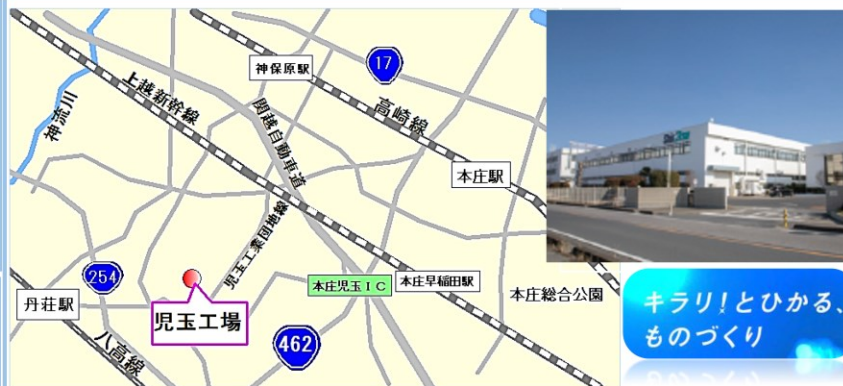 神保原駅
17
上越新幹線
関越自動車道
高崎線
神流川
本庄駅
254
児玉工業団地線
本庄児玉IC
本庄早稲田駅
本庄総合公園
丹荘駅
児玉工場
462
八高線
キラリ!とひかる、
ものづくり